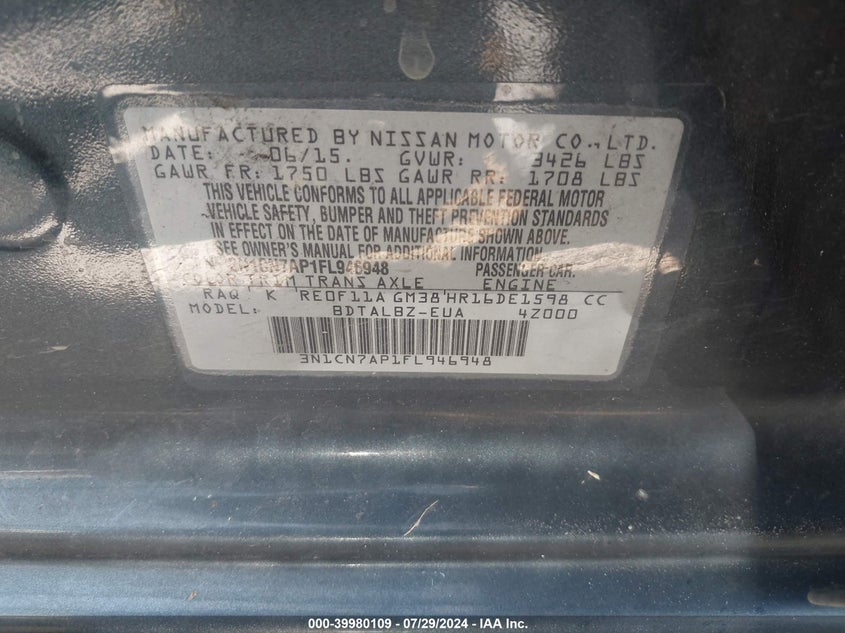 MANUFACTURED BY NISSAN MOTOR CO., LTD.
DATE: 06/15. GVWR: 3426 LBS
GAWR FR: 1750 LBS GAWR RR: 1708 LBS
THIS VEHICLE CONFORMS TO ALL APPLICABLE FEDERAL MOTOR
VEHICLE SAFETY, BUMPER AND THEFT PREVENTION STANDARDS
IN EFFECT ON THE DATE OF MANUFACTURE SHOWN ABOVE.
SEE OWNER'S MANUAL FOR ADDITIONAL INFORMATION.
3N1CN7AP1FL946948 PASSENGER CAR.
TRIM TRANS AXLE ENGINE
RAQ K RE0F11A GM38 HR16DE1598 CC
MODEL: BDTALBZ-EUA 4Z000
3N1CN7AP1FL946948
000-39980109 | 07/29/2024 | IAA Inc.